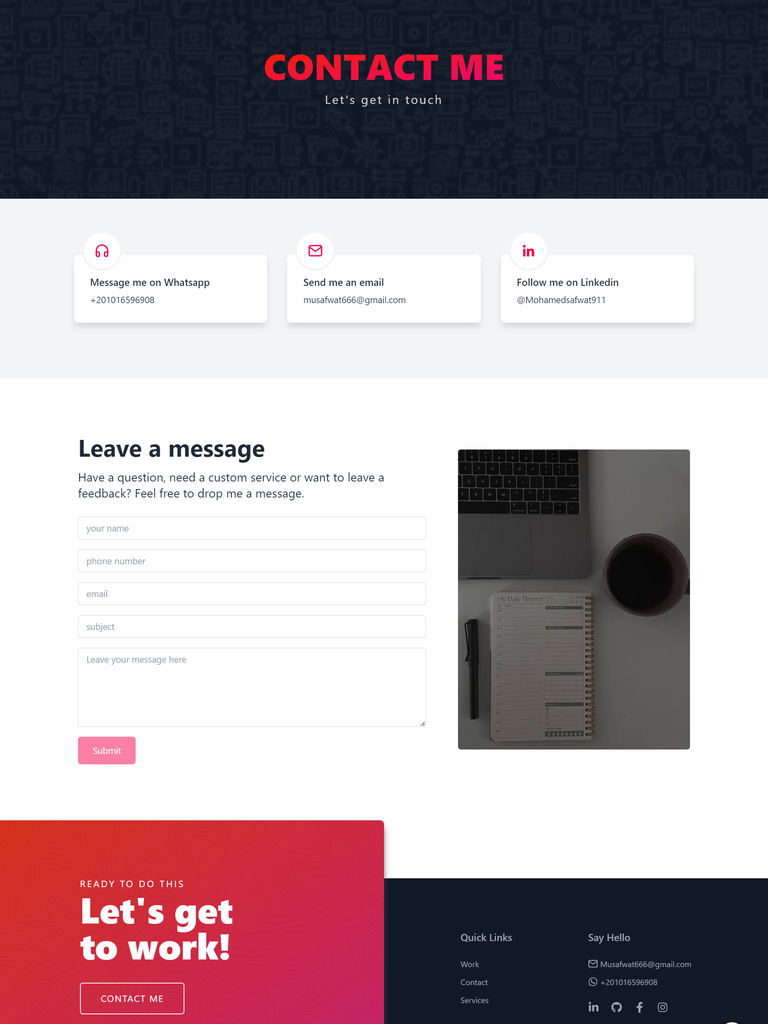 CONTACT ME
Let's get in touch
Message me on Whatsapp
+201016596908
Send me an email
musafwat666@gmail.com
Follow me on Linkedin
@Mohamedsafwat911
Leave a message
Have a question, need a custom service or want to leave a
feedback? Feel free to drop me a message.
your name
phone number
email
subject
Leave your message here
Submit
My Daily Planner
READY TO DO THIS
Let's get
to work!
CONTACT ME
Quick Links
Work
Contact
Services
Say Hello
Musafwat666@gmail.com
+201016596908